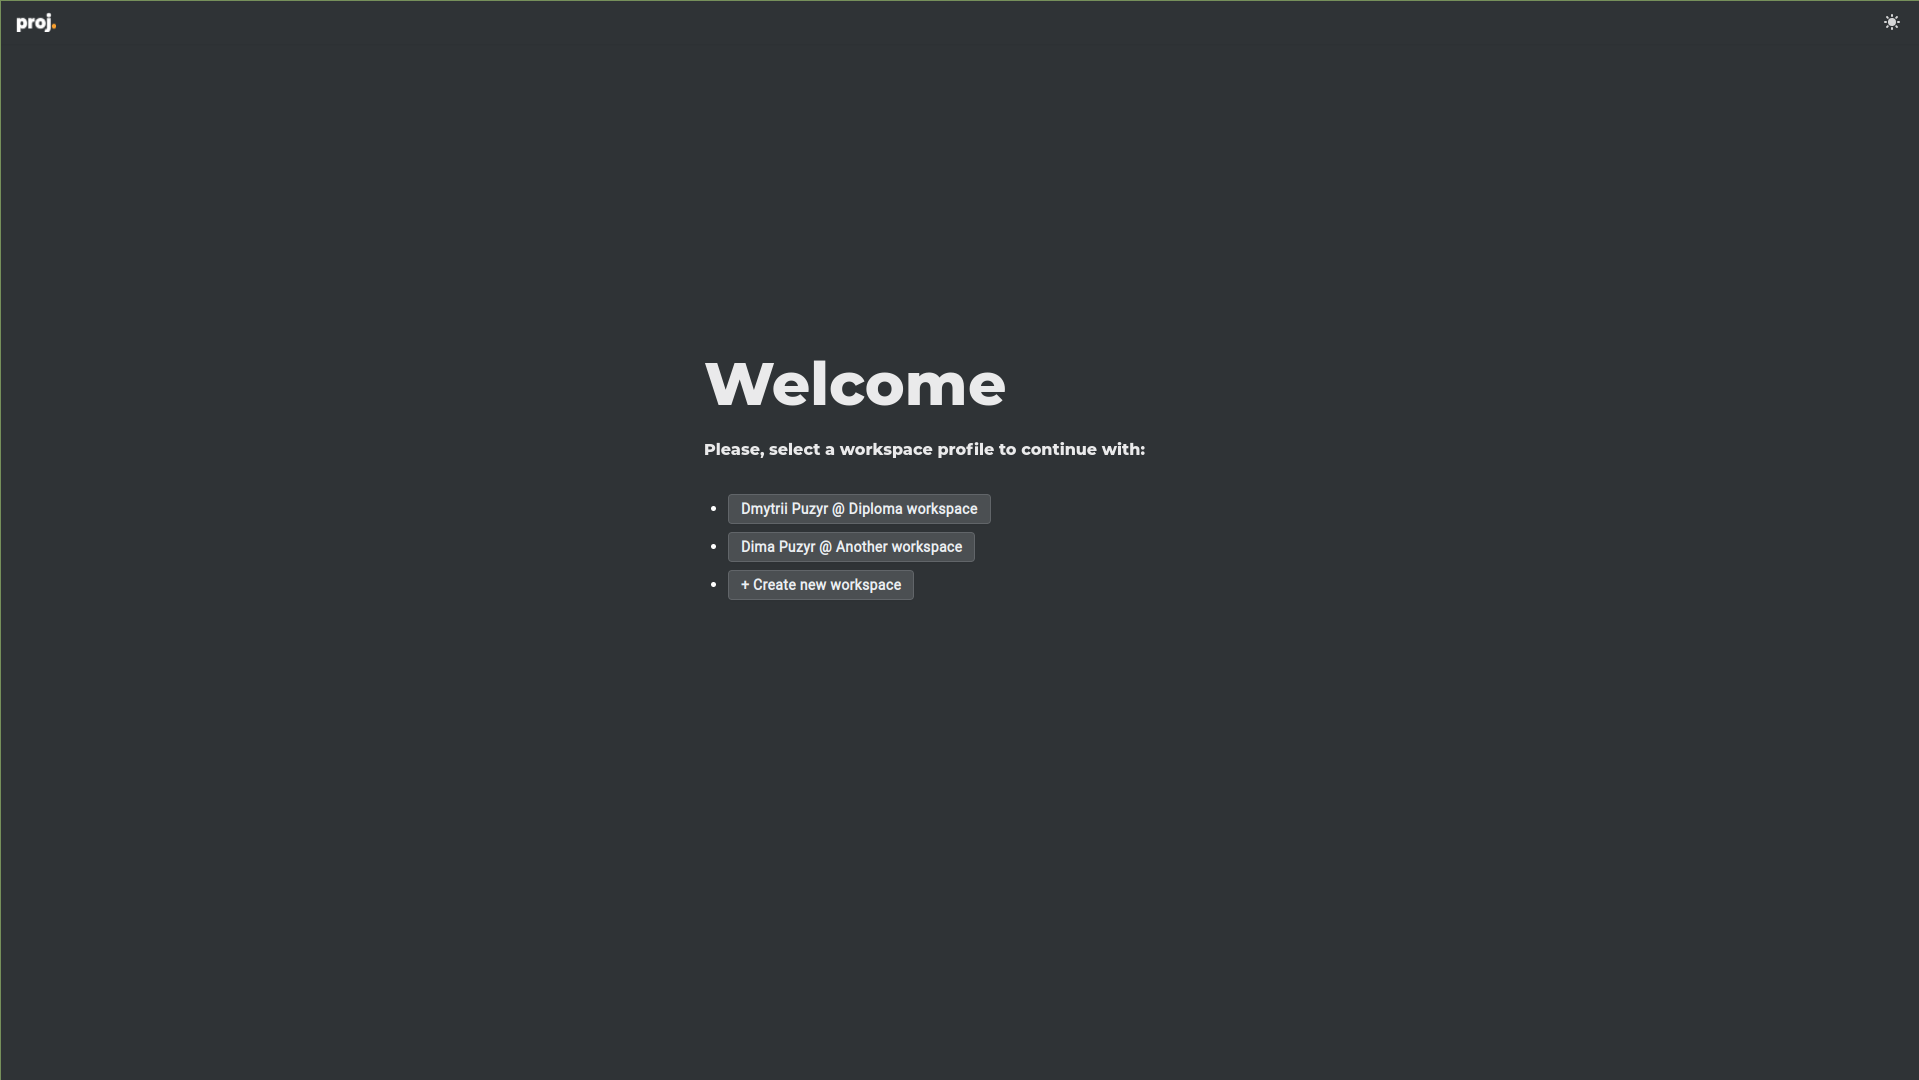 proj.
Welcome
Please, select a workspace profile to continue with:
Dmytrii Puzyr @ Diploma workspace
Dima Puzyr @ Another workspace
+ Create new workspace